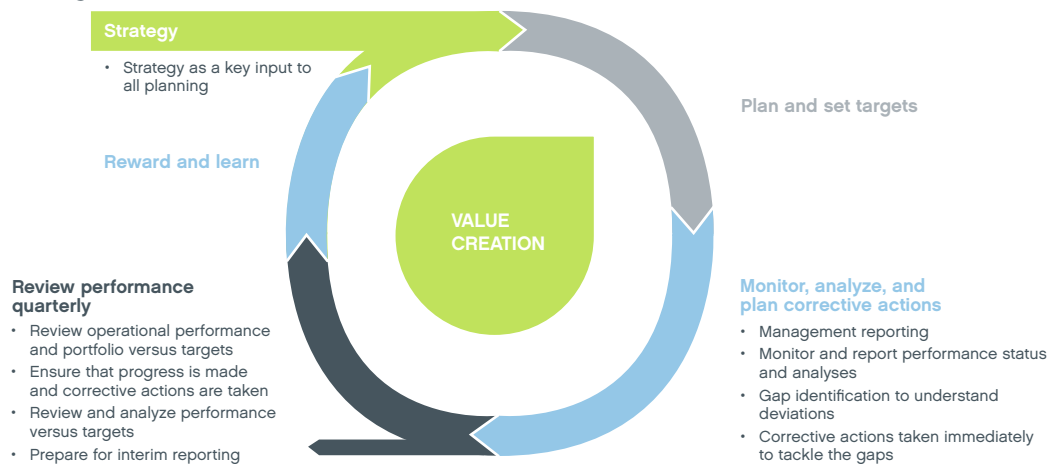 Strategy
• Strategy as a key input to
all planning
Plan and set targets
Reward and learn
VALUE
CREATION
Review performance
quarterly
• Review operational performance
and portfolio versus targets
• Ensure that progress is made
and corrective actions are taken
• Review and analyze performance
versus targets
• Prepare for interim reporting
Monitor, analyze, and
plan corrective actions
• Management reporting
• Monitor and report performance status
and analyses
• Gap identification to understand
deviations
• Corrective actions taken immediately
to tackle the gaps